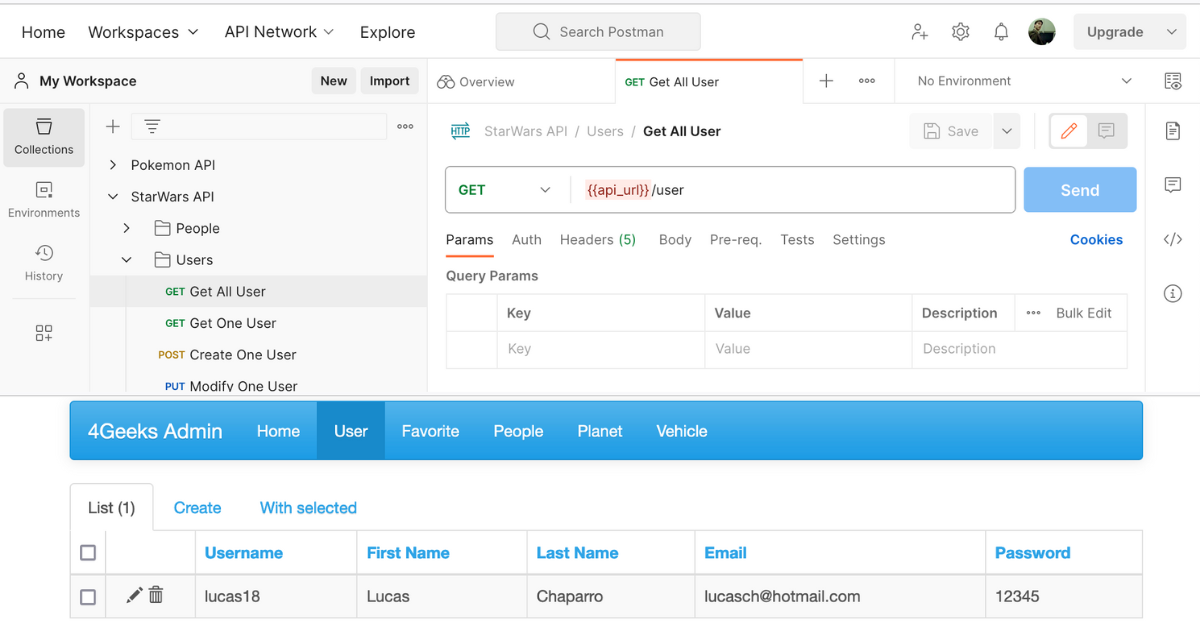 Home Workspaces API Network Explore Search Postman Upgrade
My Workspace New Import Overview GET Get All User No Environment
Collections
Environments
History
Pokemon API
StarWars API
People
Users
GET Get All User
GET Get One User
POST Create One User
PUT Modify One User
HTTP StarWars API / Users / Get All User Save
GET {{api_url}}/user Send
Params Auth Headers (5) Body Pre-req. Tests Settings Cookies
Query Params
Key Value Description Bulk Edit
Key Value Description
4Geeks Admin Home User Favorite People Planet Vehicle
List (1) Create With selected
Username First Name Last Name Email Password
lucas18 Lucas Chaparro lucasch@hotmail.com 12345